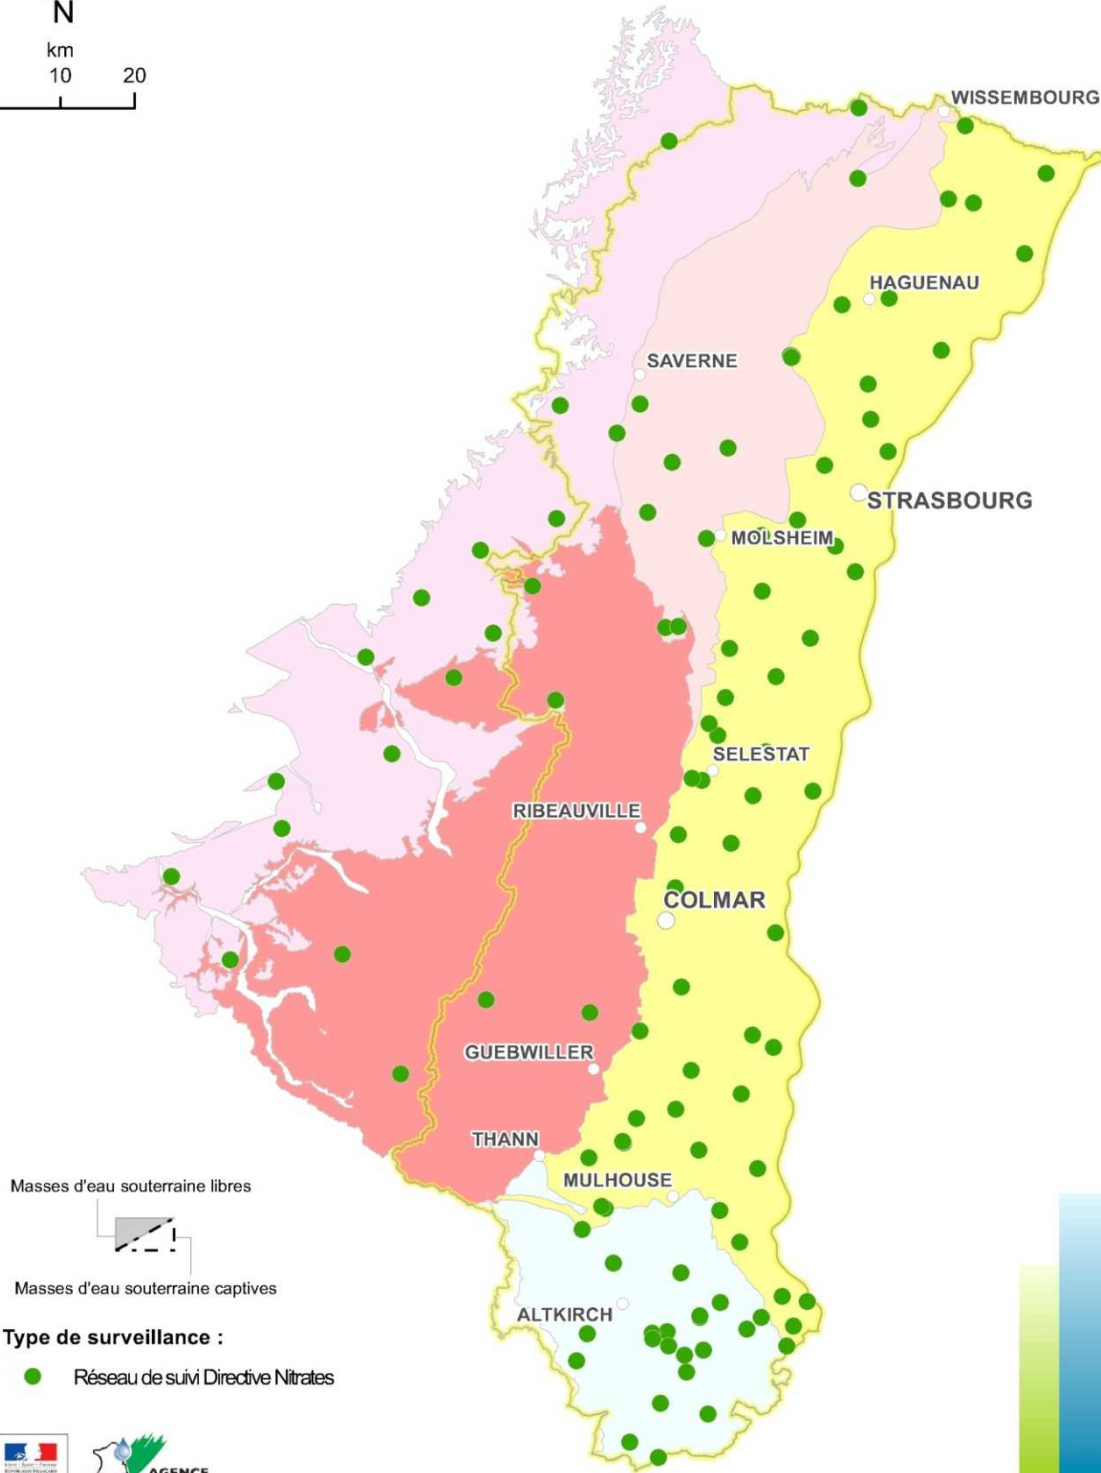 N
km
10 20
WISSEMBOURG
HAGUENAU
SAVERNE
STRASBOURG
MOLSHEIM
SELESTAT
RIBEAUVILLE
COLMAR
GUEBWILLER
THANN
MULHOUSE
ALTKIRCH
Masses d'eau souterraine libres
Masses d'eau souterraine captives
Type de surveillance :
Réseau de suivi Directive Nitrates
AGENCE